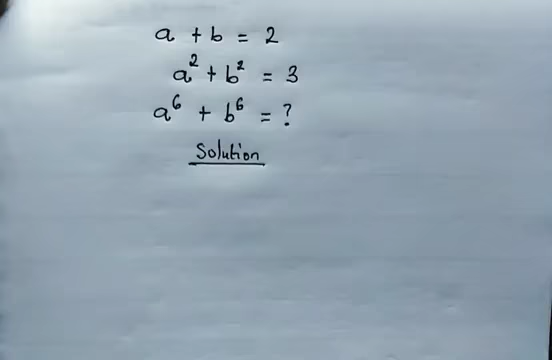 a + b = 2
a² + b² = 3
a⁶ + b⁶ = ?
Solution